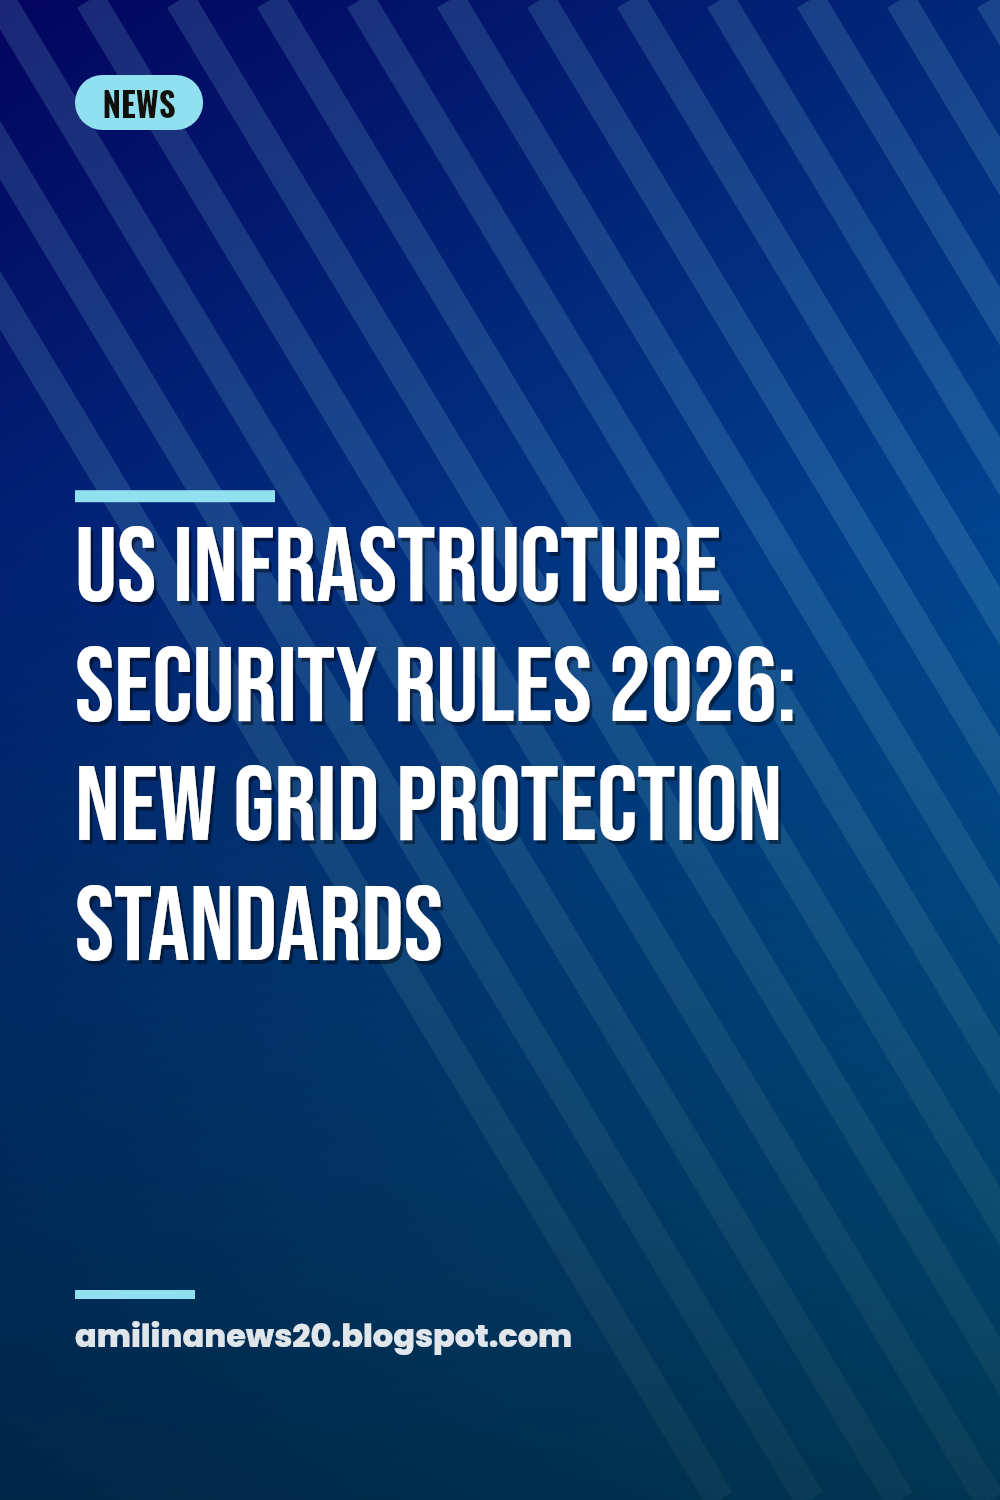 NEWS
US INFRASTRUCTURE
SECURITY RULES 2026:
NEW GRID PROTECTION
STANDARDS
amilinanews20.blogspot.com